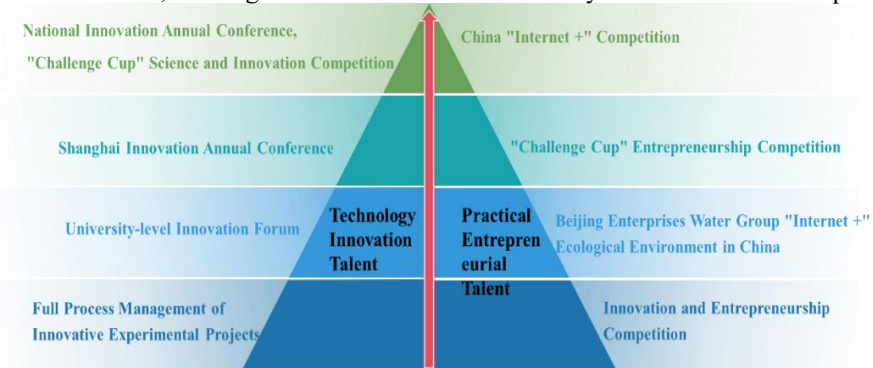 National Innovation Annual Conference,
"Challenge Cup" Science and Innovation Competition
China "Internet +" Competition
Shanghai Innovation Annual Conference
"Challenge Cup" Entrepreneurship Competition
University-level Innovation Forum
Technology
Innovation
Talent
Practical
Entrepren
eurial
Talent
Beijing Enterprises Water Group "Internet +"
Ecological Environment in China
Full Process Management of
Innovative Experimental Projects
Innovation and Entrepreneurship
Competition